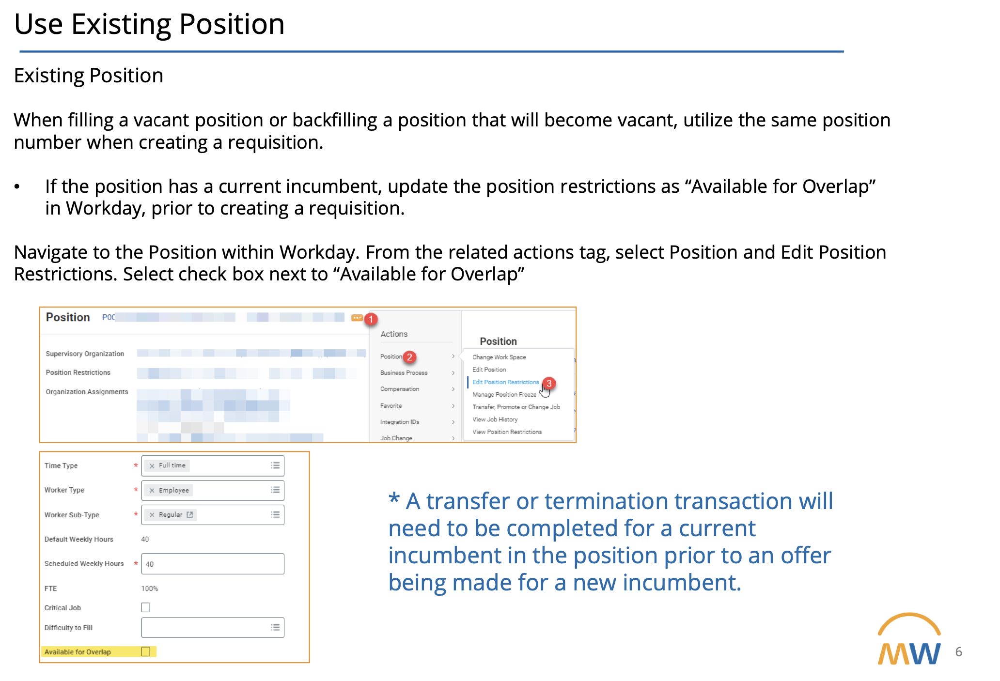 Use Existing Position
Existing Position
When filling a vacant position or backfilling a position that will become vacant, utilize the same position
number when creating a requisition.
• If the position has a current incumbent, update the position restrictions as “Available for Overlap”
in Workday, prior to creating a requisition.
Navigate to the Position within Workday. From the related actions tag, select Position and Edit Position
Restrictions. Select check box next to “Available for Overlap”
Position P00
1
Supervisory Organization
Position Restrictions
Organization Assignments
Actions
Position 2
Business Process
Compensation
Favorite
Integration IDs
Job Change
Position
Change Work Space
Edit Position
Edit Position Restrictions 3
Manage Position Freeze
Transfer, Promote or Change Job
View Job History
View Position Restrictions
Time Type * × Full time
Worker Type * × Employee
Worker Sub-Type * × Regular
Default Weekly Hours 40
Scheduled Weekly Hours * 40
FTE 100%
Critical Job
Difficulty to Fill
Available for Overlap
* A transfer or termination transaction will
need to be completed for a current
incumbent in the position prior to an offer
being made for a new incumbent.
MW
6